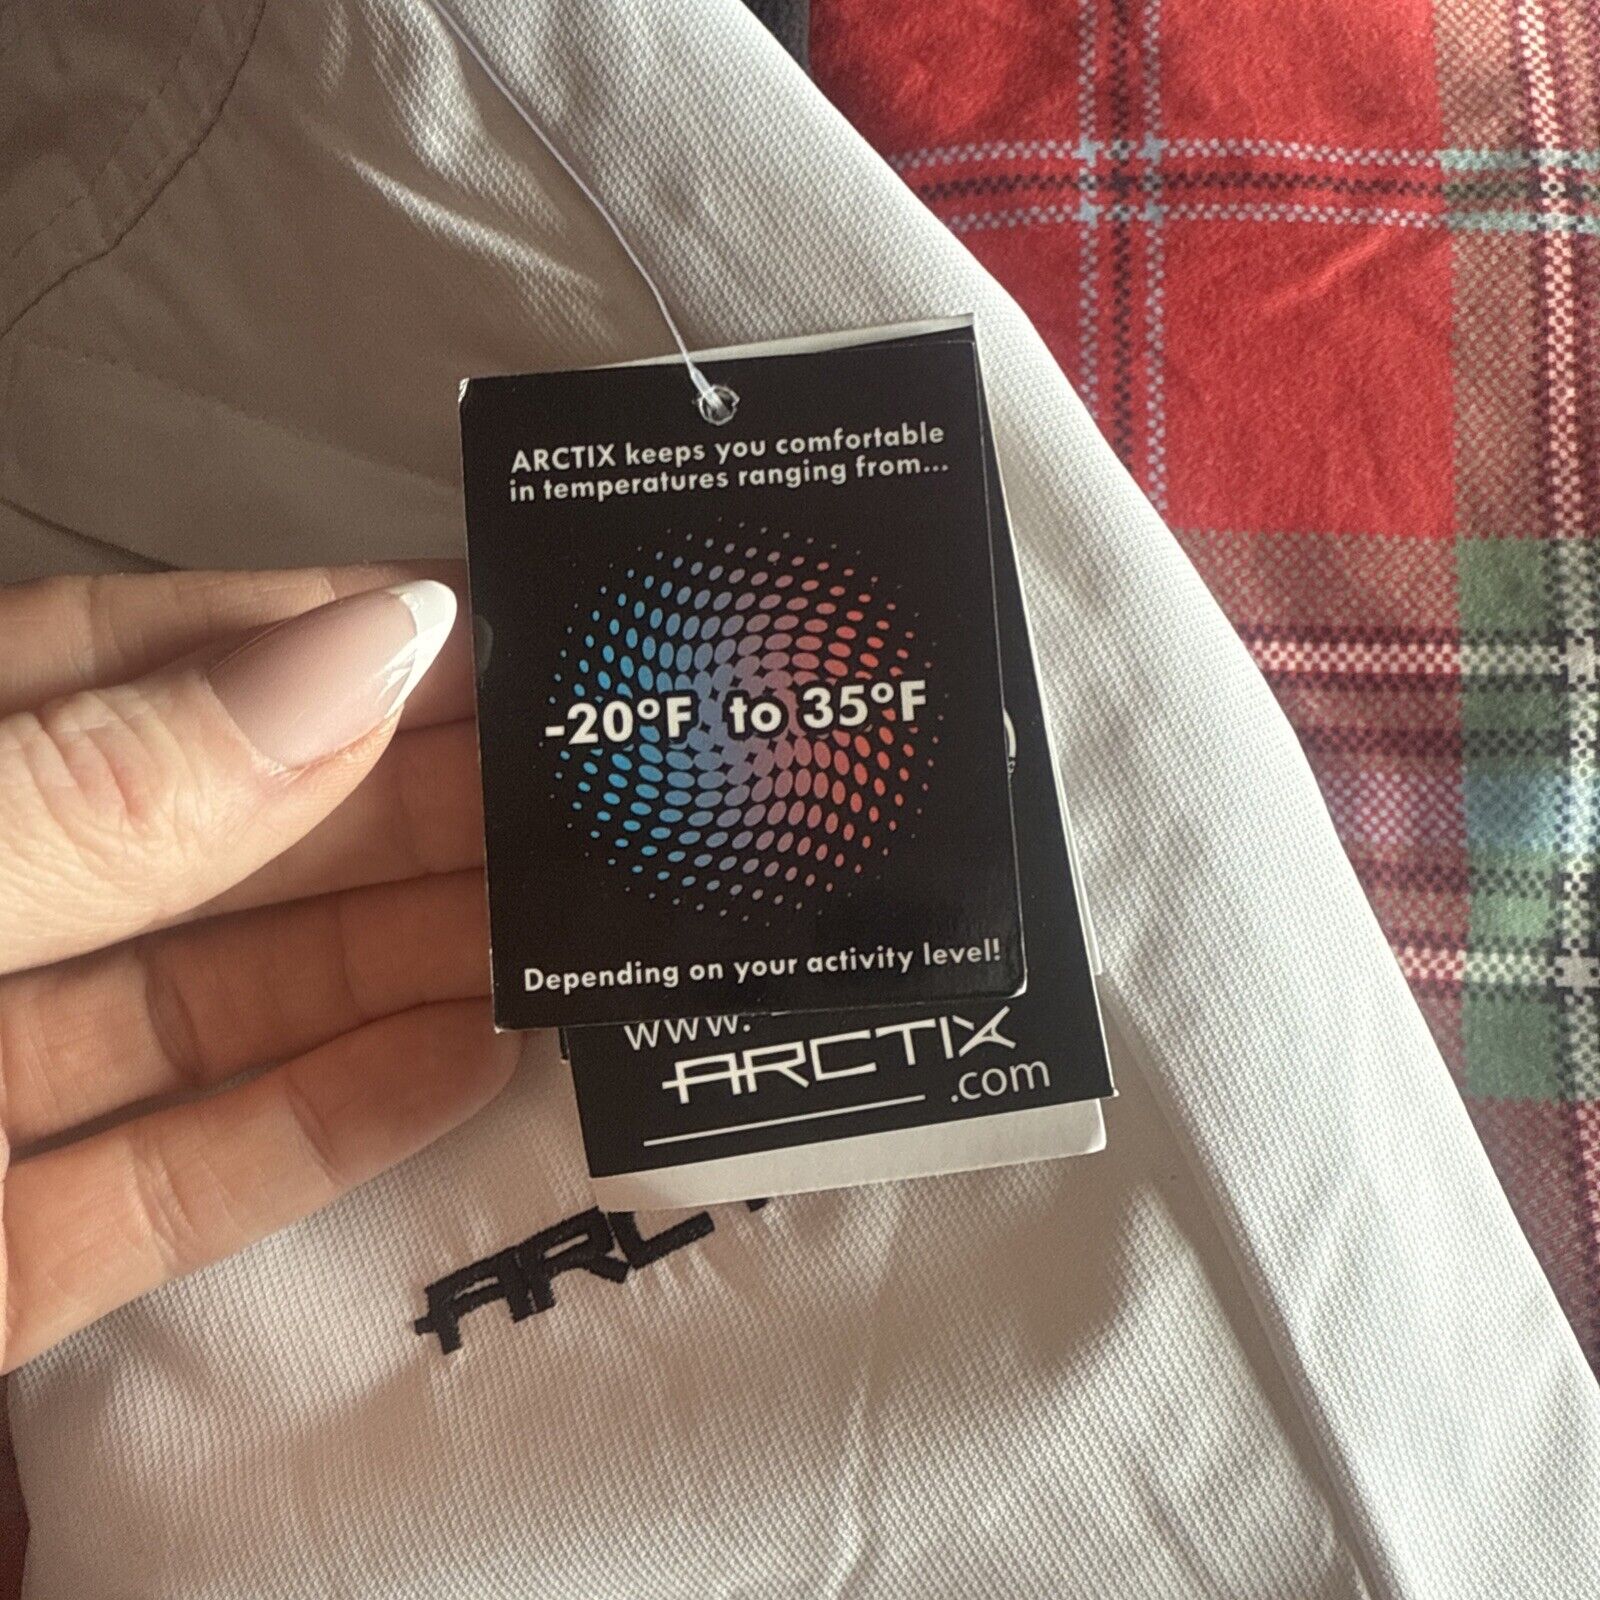 ARCTIX keeps you comfortable
in temperatures ranging from...
-20°F to 35°F
Depending on your activity level!
www.
ARCTIX
.com
ARC